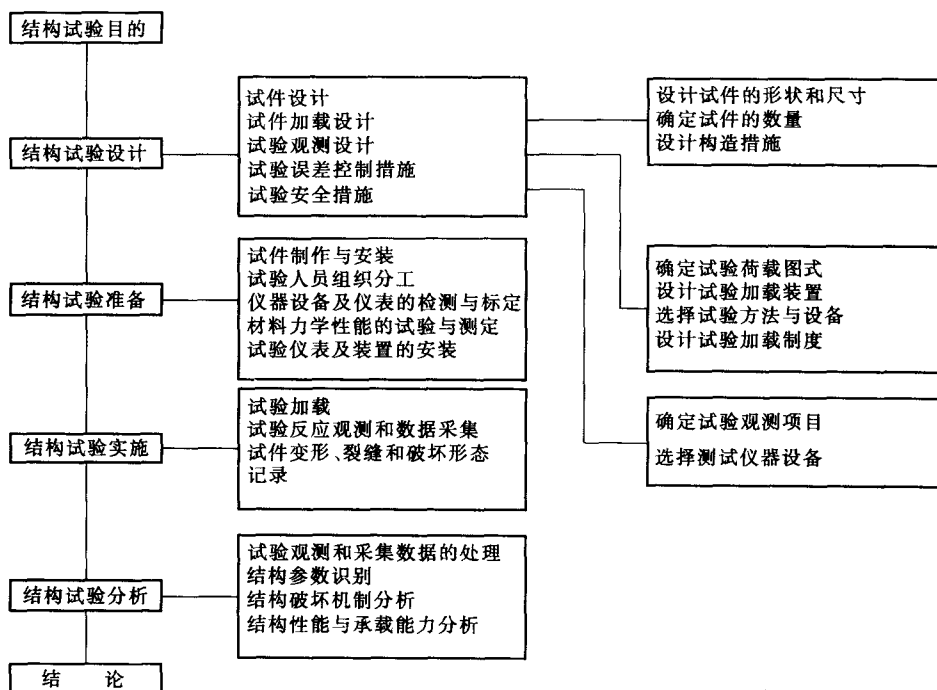 结构试验目的
结构试验设计
试件设计
试件加载设计
试验观测设计
试验误差控制措施
试验安全措施
设计试件的形状和尺寸
确定试件的数量
设计构造措施
确定试验荷载图式
设计试验加载装置
选择试验方法与设备
设计试验加载制度
确定试验观测项目
选择测试仪器设备
结构试验准备
试件制作与安装
试验人员组织分工
仪器设备及仪表的检测与标定
材料力学性能的试验与测定
试验仪表及装置的安装
结构试验实施
试验加载
试验反应观测和数据采集
试件变形、裂缝和破坏形态
记录
结构试验分析
试验观测和采集数据的处理
结构参数识别
结构破坏机制分析
结构性能与承载能力分析
结 论